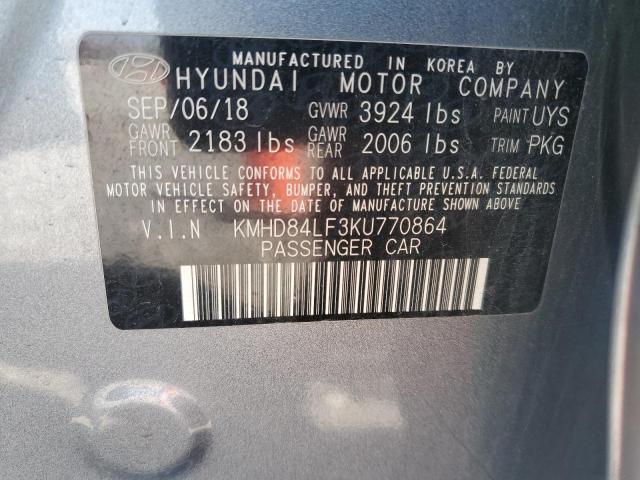 MANUFACTURED IN KOREA BY
HYUNDAI MOTOR COMPANY
SEP/06/18 GVWR 3924 lbs PAINT UYS
GAWR FRONT 2183 lbs GAWR REAR 2006 lbs TRIM PKG
THIS VEHICLE CONFORMS TO ALL APPLICABLE U.S.A. FEDERAL
MOTOR VEHICLE SAFETY, BUMPER, AND THEFT PREVENTION STANDARDS
IN EFFECT ON THE DATE OF MANUFACTURE SHOWN ABOVE.
V.I.N KMHD84LF3KU770864
PASSENGER CAR